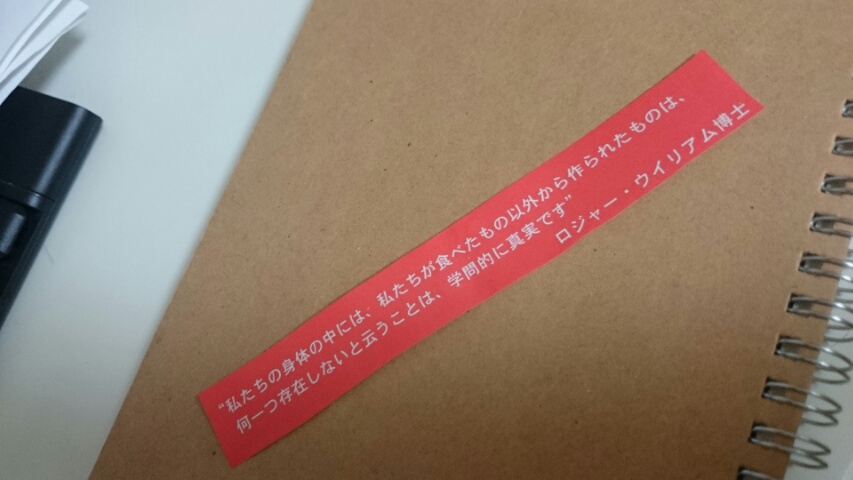 “私たちの身体の中には、私たちが食べたもの以外から作られたものは、
何一つ存在しないと云うことは、学問的に真実です”
ロジャー・ウイリアム博士